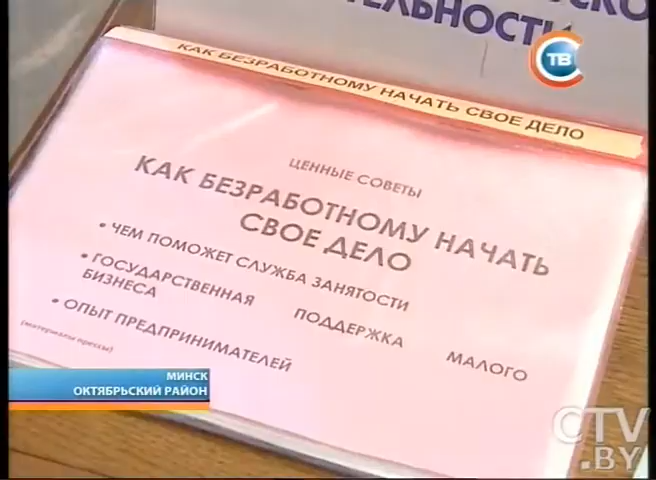 ТЕЛЬНОСТИ
СТВ
КАК БЕЗРАБОТНОМУ НАЧАТЬ СВОЕ ДЕЛО
ЦЕННЫЕ СОВЕТЫ
КАК БЕЗРАБОТНОМУ НАЧАТЬ
СВОЕ ДЕЛО
• ЧЕМ ПОМОЖЕТ СЛУЖБА ЗАНЯТОСТИ
• ГОСУДАРСТВЕННАЯ ПОДДЕРЖКА МАЛОГО
БИЗНЕСА
• ОПЫТ ПРЕДПРИНИМАТЕЛЕЙ
(материалы прессы)
МИНСК
ОКТЯБРЬСКИЙ РАЙОН
CTV
.BY